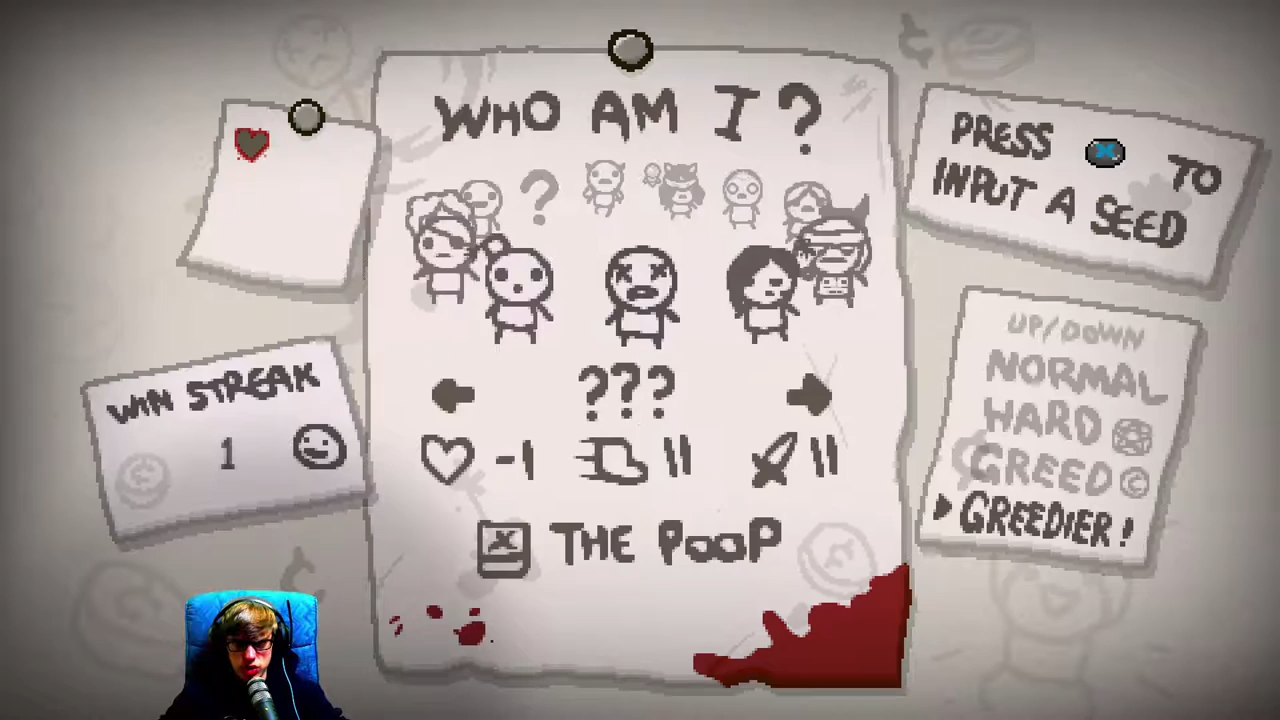 WHO AM I?
?
???
-1
THE POOP
WIN STREAK
1
PRESS X TO
INPUT A SEED
UP/DOWN
NORMAL
HARD
GREED
GREEDIER!